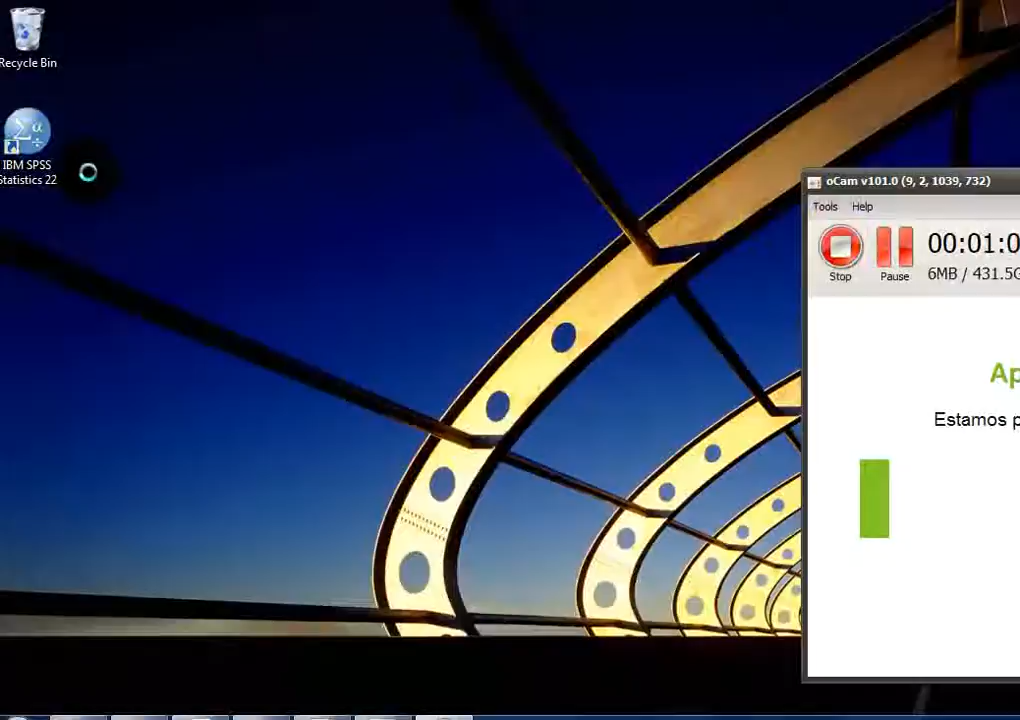 Recycle Bin
IBM SPSS
Statistics 22
oCam v101.0 (9, 2, 1039, 732)
Tools Help
00:01:0
Stop Pause 6MB / 431.5G
Ap
Estamos p